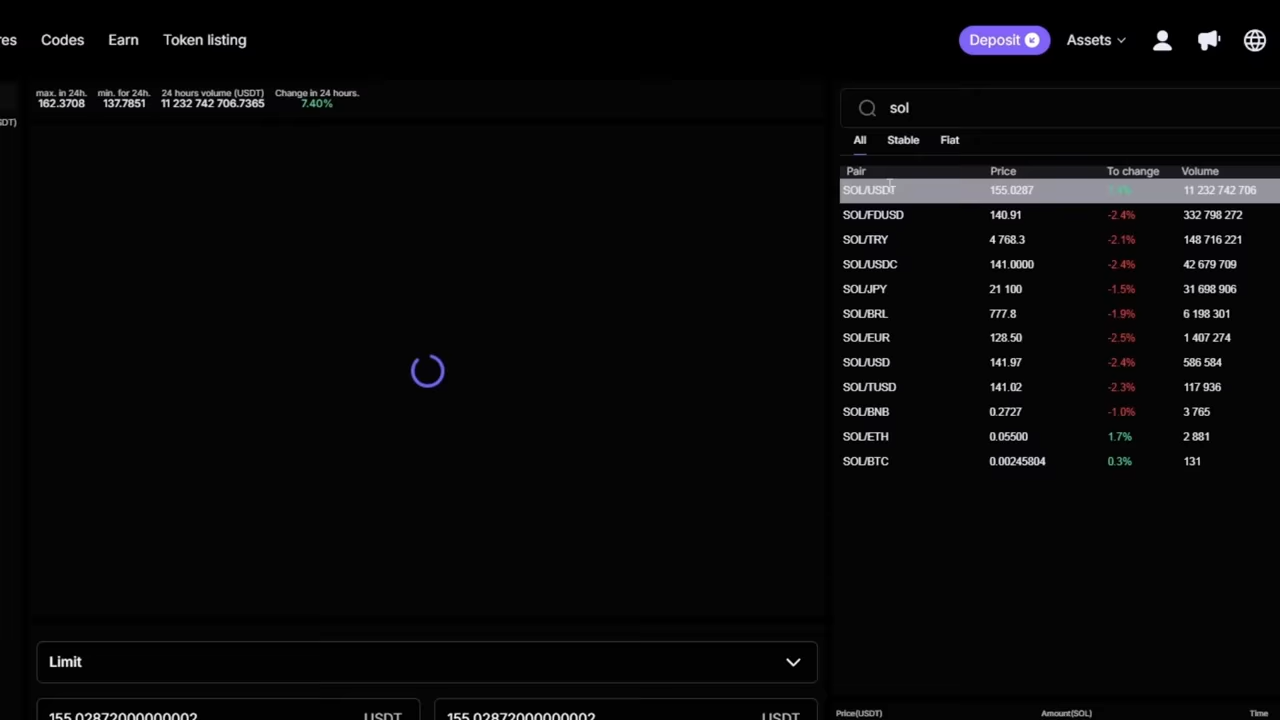 res Codes Earn Token listing Deposit Assets
max. in 24h. min. for 24h. 24 hours volume (USDT) Change in 24 hours.
162.3708 137.7851 11 232 742 706.7365 7.40%
SDT)
sol
All Stable Fiat
Pair Price To change Volume
SOL/USDT 155.0287 11 232 742 706
SOL/FDUSD 140.91 -2.4% 332 798 272
SOL/TRY 4 768.3 -2.1% 148 716 221
SOL/USDC 141.0000 -2.4% 42 679 709
SOL/JPY 21 100 -1.5% 31 698 906
SOL/BRL 777.8 -1.9% 6 198 301
SOL/EUR 128.50 -2.5% 1 407 274
SOL/USD 141.97 -2.4% 586 584
SOL/TUSD 141.02 -2.3% 117 936
SOL/BNB 0.2727 -1.0% 3 765
SOL/ETH 0.05500 1.7% 2 881
SOL/BTC 0.00245804 0.3% 131
Limit
155.02872000000002 USDT 155.02872000000002 USDT
Price(USDT) Amount(SOL) Time